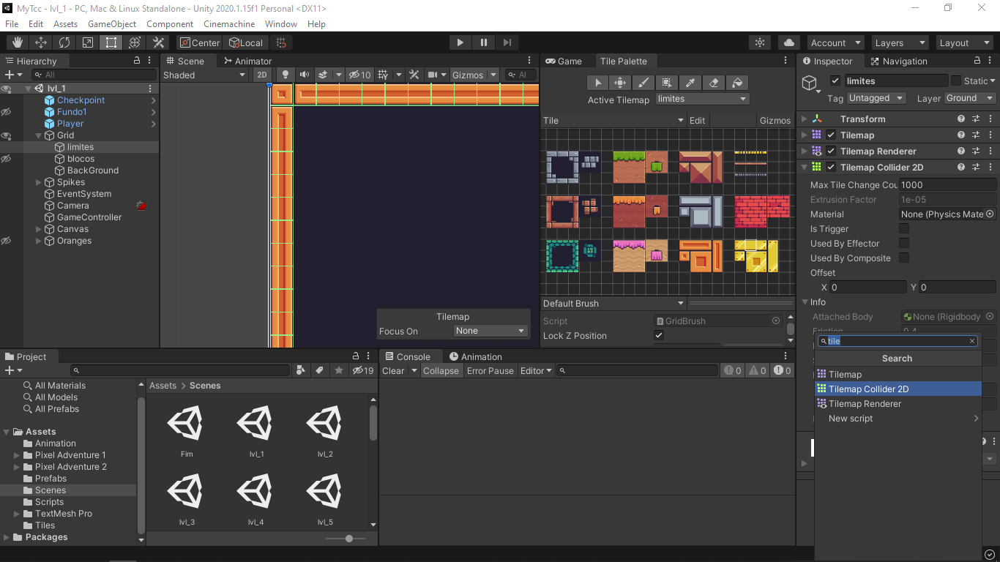 MyTcc - lvl_1 - PC, Mac & Linux Standalone - Unity 2020.1.15f1 Personal <DX11>
File Edit Assets GameObject Component Cinemachine Window Help
Center Local Account Layers Layout
Hierarchy
All
lvl_1
Checkpoint
Fundo1
Player
Grid
limites
blocos
BackGround
Spikes
EventSystem
Camera
GameController
Canvas
Oranges
Scene Animator
Shaded 2D 10 Gizmos Al
Tilemap
Focus On None
Game Tile Palette
Active Tilemap limites
Tile Edit Gizmos
Default Brush
Script GridBrush
Lock Z Position
Inspector Navigation
limites Static
Tag Untagged Layer Ground
Transform
Tilemap
Tilemap Renderer
Tilemap Collider 2D
Max Tile Change Cou 1000
Extrusion Factor 1e-05
Material None (Physics Mate
Is Trigger
Used By Effector
Used By Composite
Offset
X 0 Y 0
Info
Attached Body None (Rigidbody
Friction 0.4
tile
Search
Tilemap
Tilemap Collider 2D
Tilemap Renderer
New script
Project
19
All Materials
All Models
All Prefabs
Assets
Animation
Pixel Adventure 1
Pixel Adventure 2
Prefabs
Scenes
Scripts
TextMesh Pro
Tiles
Packages
Assets > Scenes
Fim lvl_1 lvl_2
lvl_3 lvl_4 lvl_5
Console Animation
Clear Collapse Error Pause Editor 0 0 0